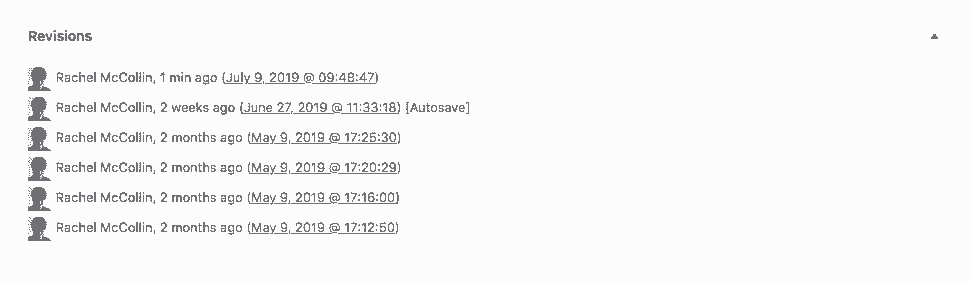 Revisions
Rachel McCollin, 1 min ago (July 9, 2019 @ 09:48:47)
Rachel McCollin, 2 weeks ago (June 27, 2019 @ 11:33:18) [Autosave]
Rachel McCollin, 2 months ago (May 9, 2019 @ 17:25:30)
Rachel McCollin, 2 months ago (May 9, 2019 @ 17:20:29)
Rachel McCollin, 2 months ago (May 9, 2019 @ 17:16:00)
Rachel McCollin, 2 months ago (May 9, 2019 @ 17:12:50)